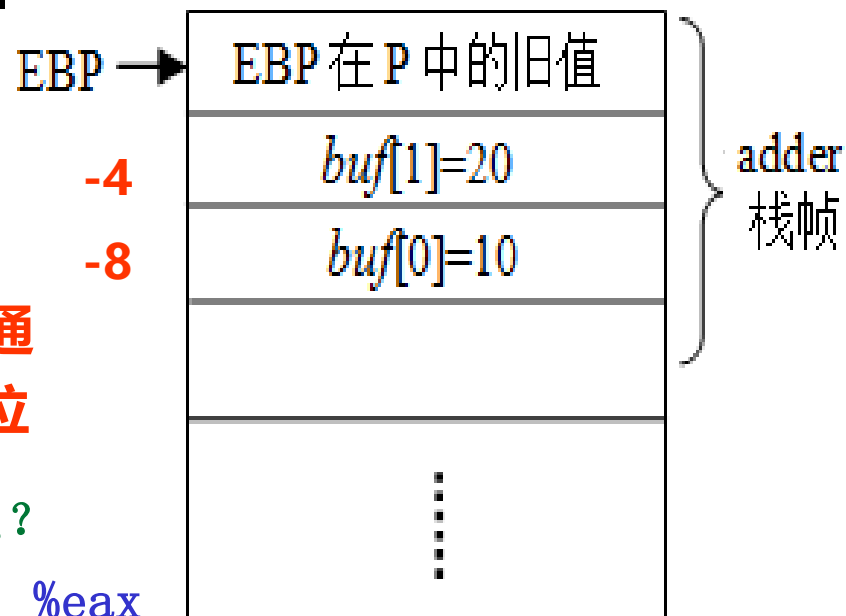 EBP
EBP 在 P 中的旧值
-4
buf[1]=20
adder
栈帧
-8
buf[0]=10
通
位
?
%eax